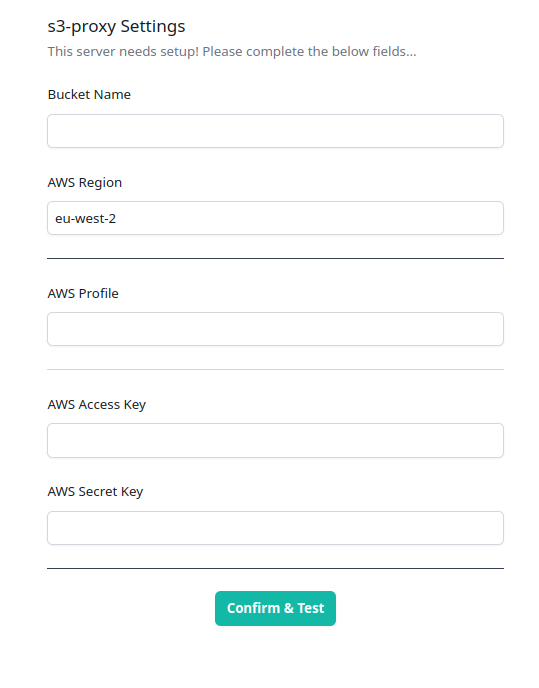 s3-proxy Settings
This server needs setup! Please complete the below fields...
Bucket Name
AWS Region
eu-west-2
AWS Profile
AWS Access Key
AWS Secret Key
Confirm & Test